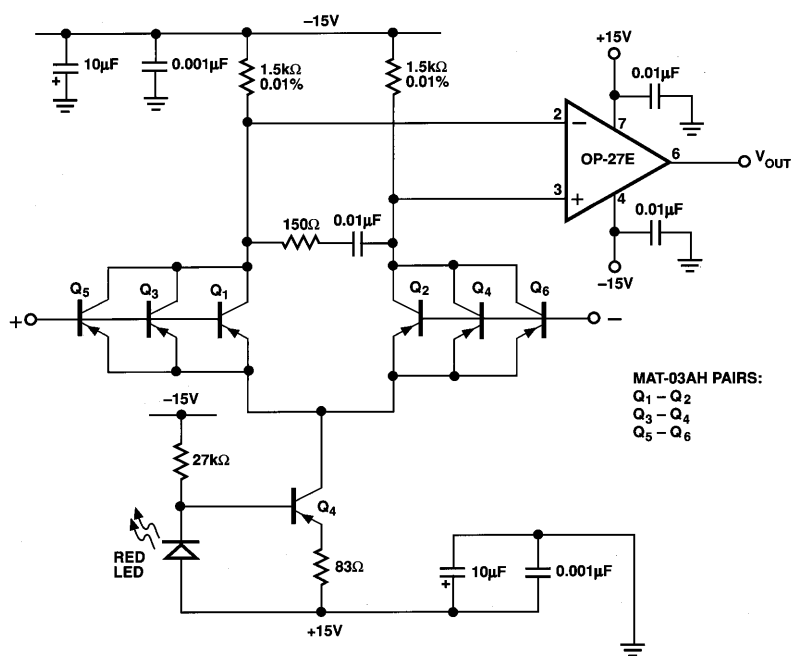 –15V
10µF
+
0.001µF
1.5kΩ
0.01%
1.5kΩ
0.01%
+15V
0.01µF
2
–
7
OP-27E
6
VOUT
3
+
4
0.01µF
–15V
150Ω
0.01µF
Q5
Q3
Q1
Q2
Q4
Q6
+
–
MAT-03AH PAIRS:
Q1 – Q2
Q3 – Q4
Q5 – Q6
–15V
27kΩ
Q4
RED
LED
83Ω
10µF
+
0.001µF
+15V